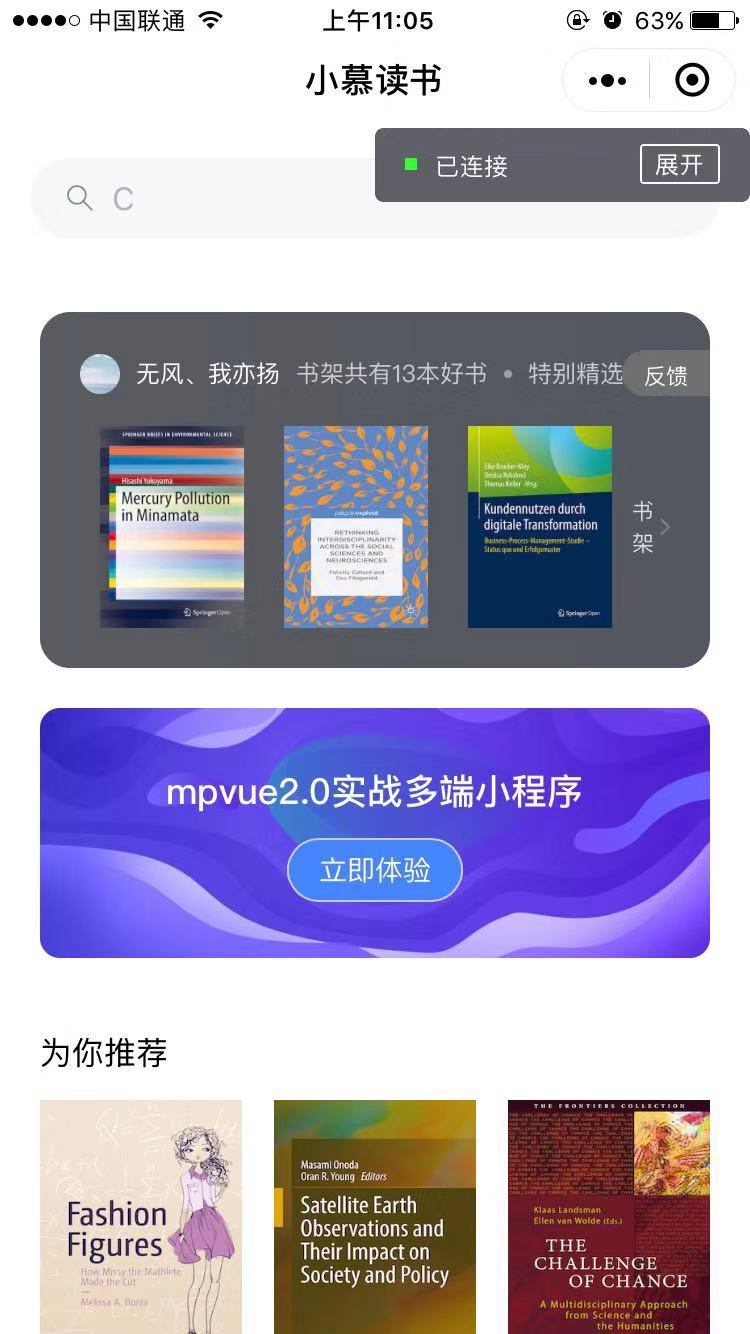 中国联通
上午11:05
63%
小慕读书
已连接
展开
C
无风、我亦扬
书架共有13本好书
特别精选
反馈
SPRINGER BRIEFS IN ENVIRONMENTAL SCIENCE
Hisashi Yokoyama
Mercury Pollution
in Minamata
Springer Open
palgrave pivot
RETHINKING
INTERDISCIPLINARITY
ACROSS THE SOCIAL
SCIENCES AND
NEUROSCIENCES
Felicity Callard and
Des Fitzgerald
Elke Brucker-Kley
Denisa Kykalová
Thomas Keller Hrsg.
Kundennutzen durch
digitale Transformation
Business-Process-Management-Studie –
Status quo und Erfolgsmuster
Springer Open
书
架
mpvue2.0实战多端小程序
立即体验
为你推荐
Fashion
Figures
How Missy the Mathlete
Made the Cut
Melissa A. Borza
Masami Onoda
Oran R. Young Editors
Satellite Earth
Observations and
Their Impact on
Society and Policy
THE FRONTIERS COLLECTION
Klaas Landsman
Ellen van Wolde (Eds.)
THE
CHALLENGE
OF CHANCE
A Multidisciplinary Approach
from Science and
the Humanities